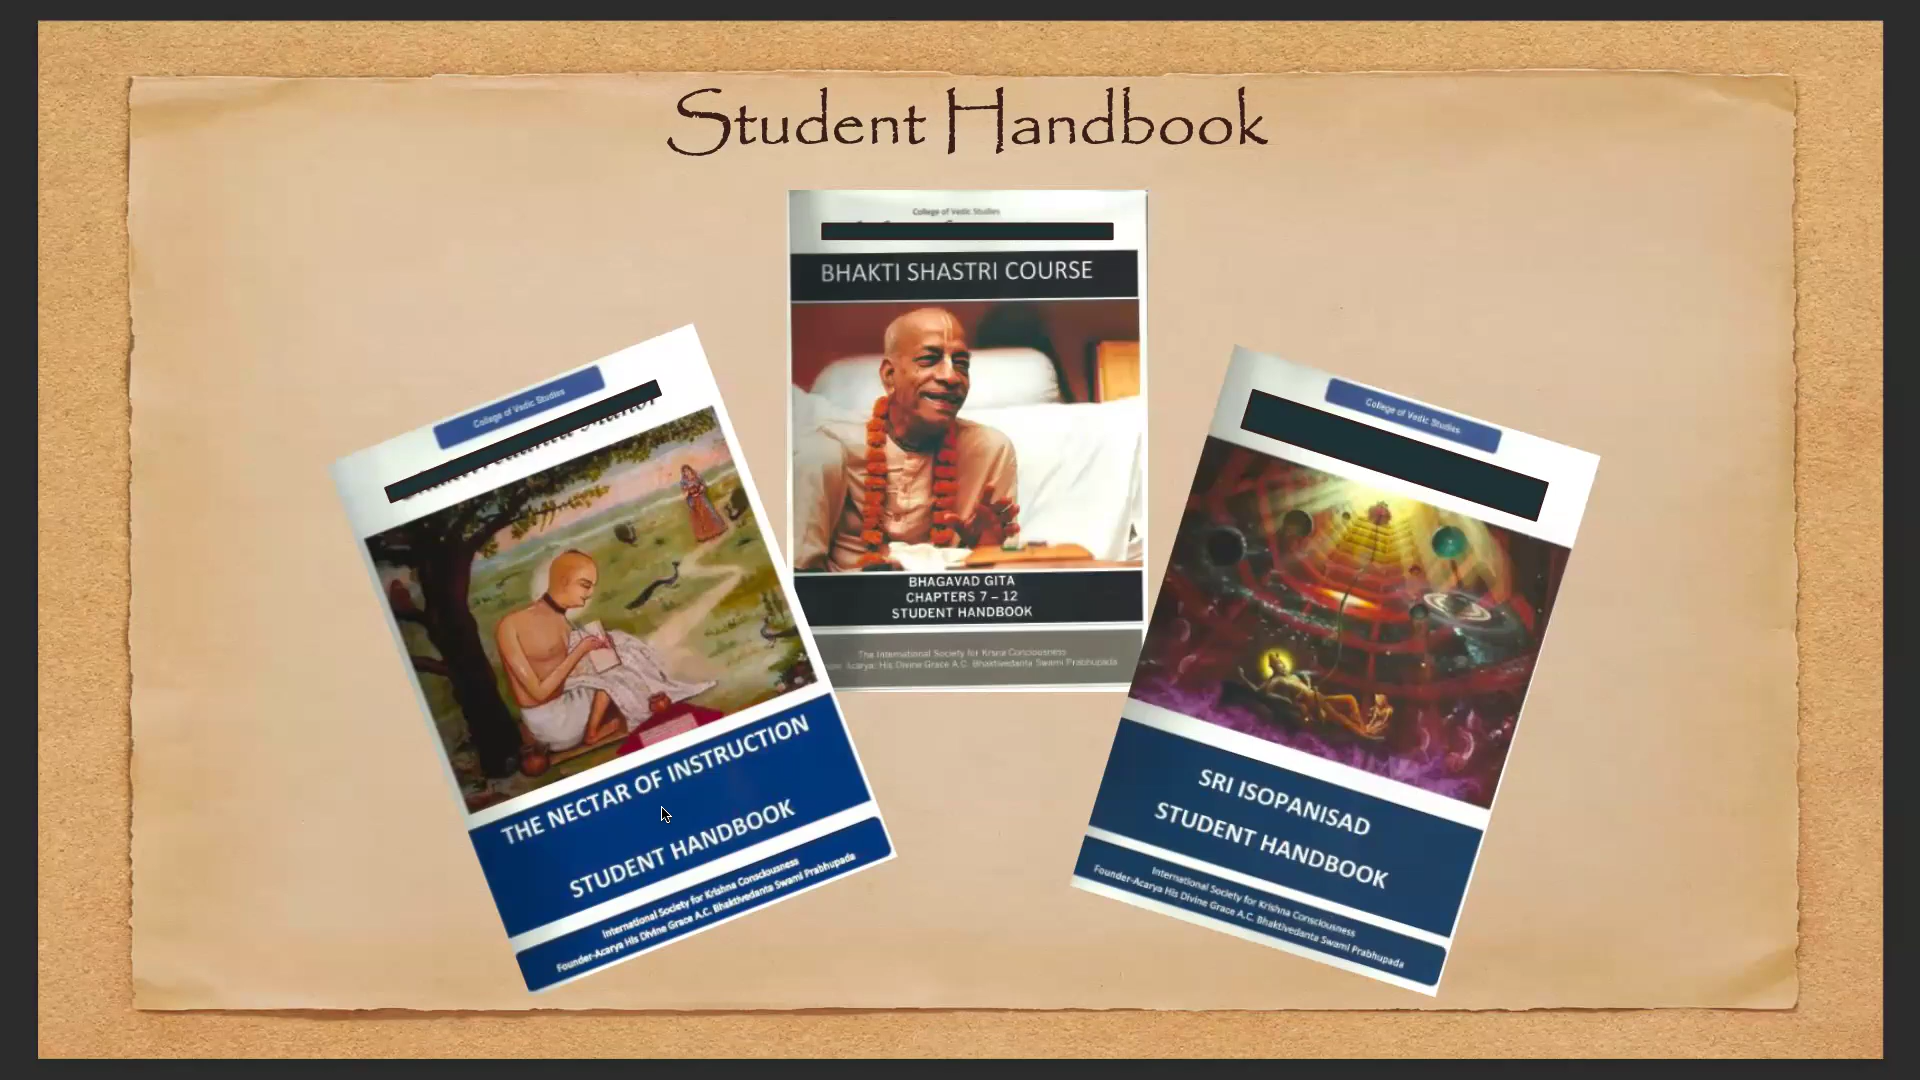 Student Handbook
College of Vedic Studies
BHAKTI SHASTRI COURSE
BHAGAVAD GITA
CHAPTERS 7 – 12
STUDENT HANDBOOK
The International Society for Krsna Consciousness
Acarya: His Divine Grace A.C. Bhaktivedanta Swami Prabhupada
College of Vedic Studies
THE NECTAR OF INSTRUCTION
STUDENT HANDBOOK
International Society for Krishna Consciousness
Founder-Acarya His Divine Grace A.C. Bhaktivedanta Swami Prabhupada
College of Vedic Studies
SRI ISOPANISAD
STUDENT HANDBOOK
International Society for Krishna Consciousness
Founder-Acarya His Divine Grace A.C. Bhaktivedanta Swami Prabhupada